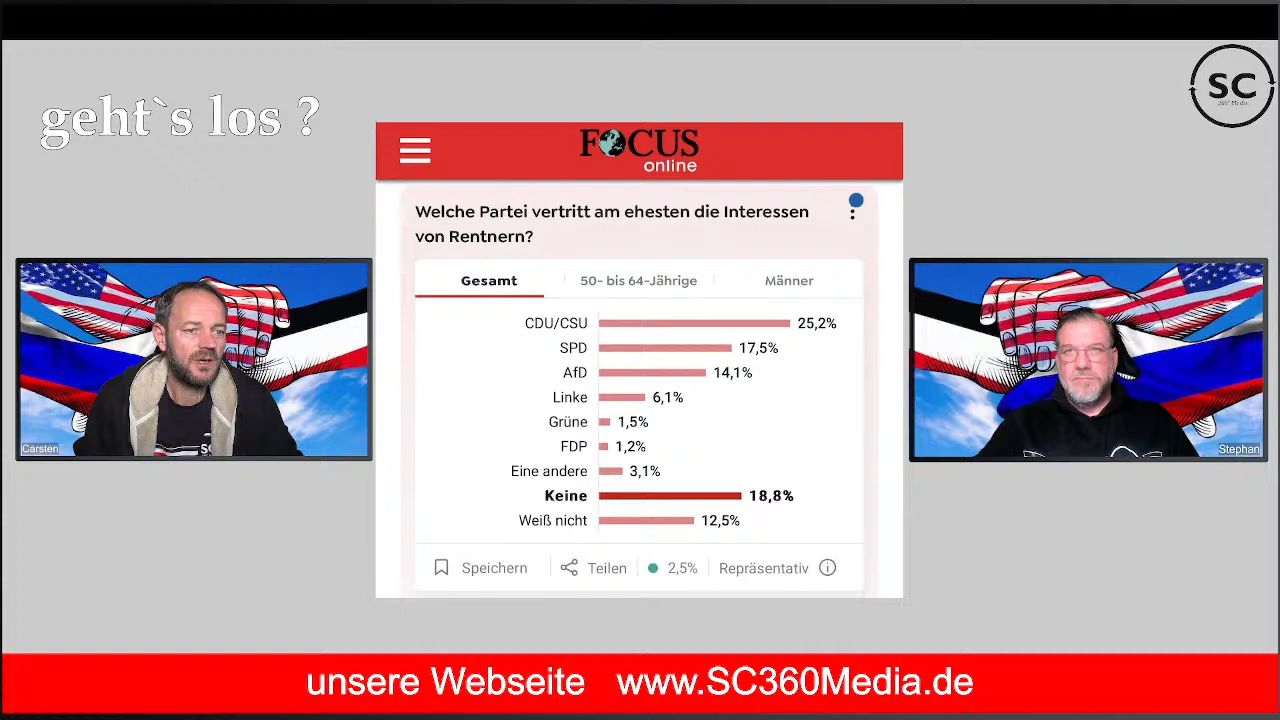 geht`s los ?
SC
360° Media
FOCUS
online
Welche Partei vertritt am ehesten die Interessen
von Rentnern?
Gesamt
50- bis 64-Jährige
Männer
CDU/CSU 25,2%
SPD 17,5%
AfD 14,1%
Linke 6,1%
Grüne 1,5%
FDP 1,2%
Eine andere 3,1%
Keine 18,8%
Weiß nicht 12,5%
Speichern
Teilen
2,5%
Repräsentativ
Carsten
Stephan
unsere Webseite www.SC360Media.de